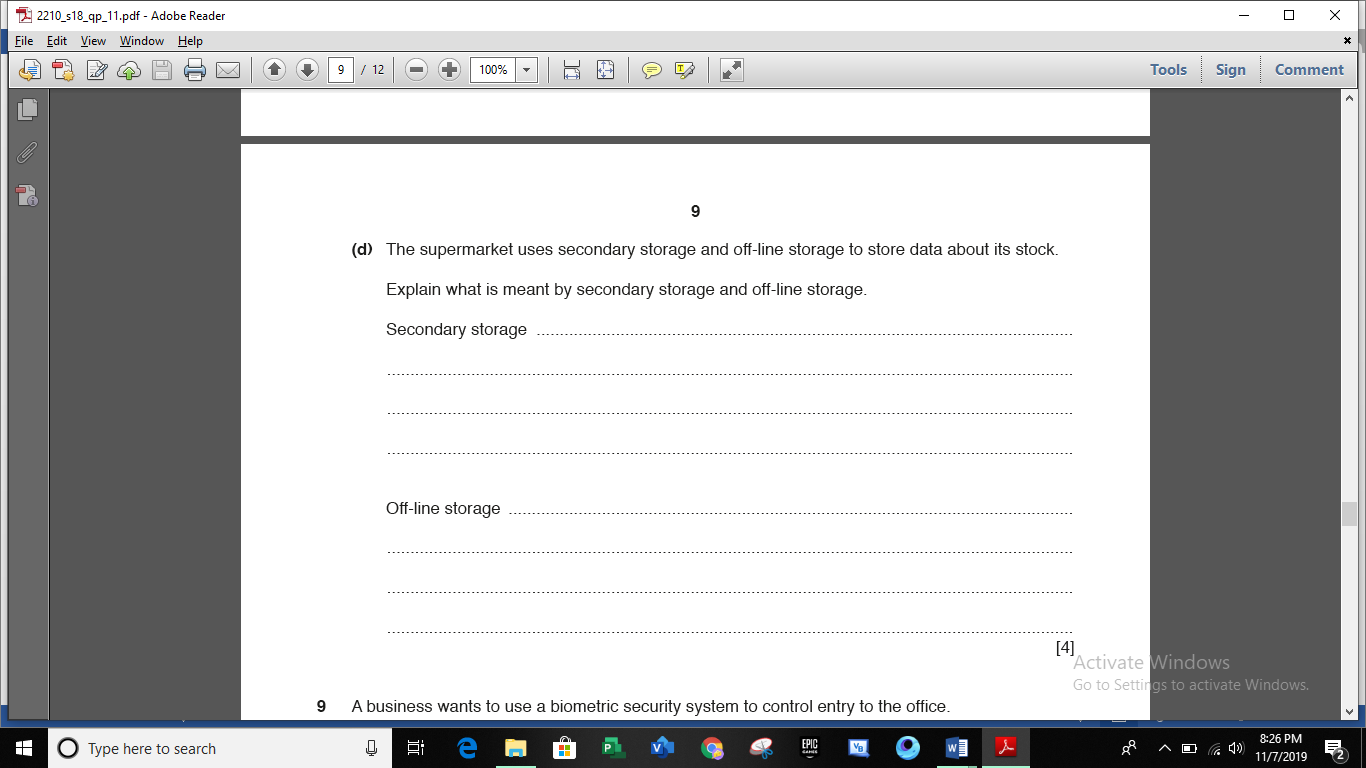 2210_s18_qp_11.pdf - Adobe Reader
File Edit View Window Help
9 / 12 100% Tools Sign Comment
9
(d) The supermarket uses secondary storage and off-line storage to store data about its stock.
Explain what is meant by secondary storage and off-line storage.
Secondary storage
Off-line storage
[4]
Activate Windows
Go to Settings to activate Windows.
9 A business wants to use a biometric security system to control entry to the office.
Type here to search
EPIC GAMES
VB
8:26 PM
11/7/2019
2